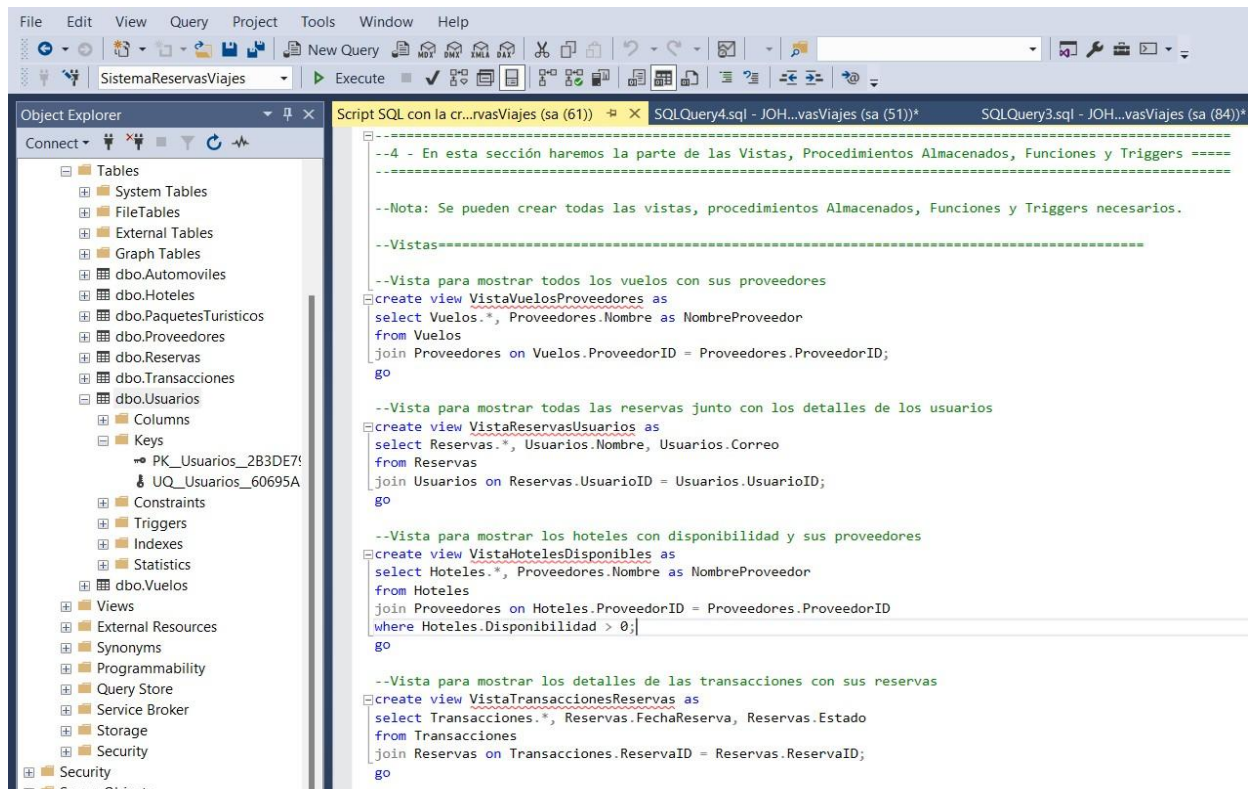 File Edit View Query Project Tools Window Help
New Query MDX DMX XMLA DAX
SistemaReservasViajes Execute
Object Explorer
Connect
Tables
System Tables
FileTables
External Tables
Graph Tables
dbo.Automoviles
dbo.Hoteles
dbo.PaquetesTuristicos
dbo.Proveedores
dbo.Reservas
dbo.Transacciones
dbo.Usuarios
Columns
Keys
PK__Usuarios__2B3DE79
UQ__Usuarios__60695A
Constraints
Triggers
Indexes
Statistics
dbo.Vuelos
Views
External Resources
Synonyms
Programmability
Query Store
Service Broker
Storage
Security
Security
Script SQL con la cr...rvasViajes (sa (61)) SQLQuery4.sql - JOH...vasViajes (sa (51))* SQLQuery3.sql - JOH...vasViajes (sa (84))*
--==========================================================================================================
--4 - En esta sección haremos la parte de las Vistas, Procedimientos Almacenados, Funciones y Triggers =====
--==========================================================================================================
--Nota: Se pueden crear todas las vistas, procedimientos Almacenados, Funciones y Triggers necesarios.
--Vistas=========================================================================================
--Vista para mostrar todos los vuelos con sus proveedores
create view VistaVuelosProveedores as
select Vuelos.*, Proveedores.Nombre as NombreProveedor
from Vuelos
join Proveedores on Vuelos.ProveedorID = Proveedores.ProveedorID;
go
--Vista para mostrar todas las reservas junto con los detalles de los usuarios
create view VistaReservasUsuarios as
select Reservas.*, Usuarios.Nombre, Usuarios.Correo
from Reservas
join Usuarios on Reservas.UsuarioID = Usuarios.UsuarioID;
go
--Vista para mostrar los hoteles con disponibilidad y sus proveedores
create view VistaHotelesDisponibles as
select Hoteles.*, Proveedores.Nombre as NombreProveedor
from Hoteles
join Proveedores on Hoteles.ProveedorID = Proveedores.ProveedorID
where Hoteles.Disponibilidad > 0;
go
--Vista para mostrar los detalles de las transacciones con sus reservas
create view VistaTransaccionesReservas as
select Transacciones.*, Reservas.FechaReserva, Reservas.Estado
from Transacciones
join Reservas on Transacciones.ReservaID = Reservas.ReservaID;
go